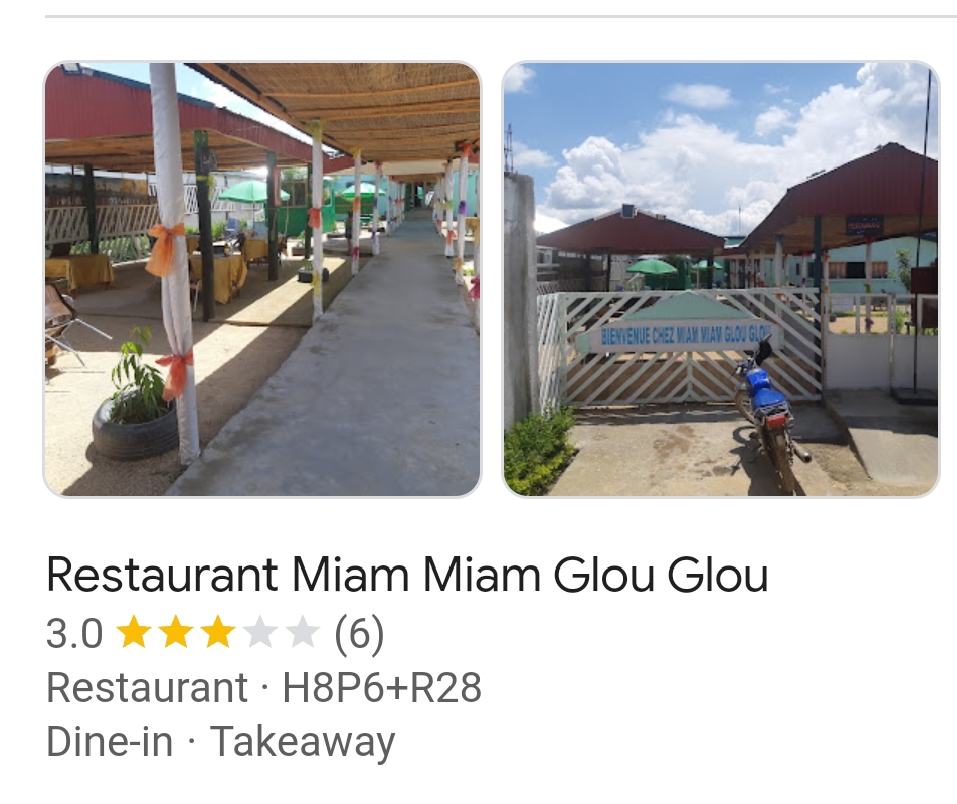 BIENVENUE CHEZ MIAM MIAM GLOU GLOU
Restaurant Miam Miam Glou Glou
3.0 (6)
Restaurant · H8P6+R28
Dine-in · Takeaway